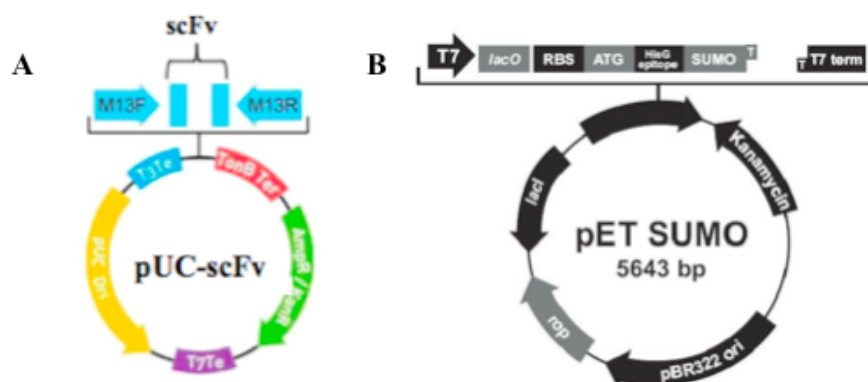 scFv
A
M13F
M13R
T3Te
TonB Ter
pUC Ori
pUC-scFv
AmpR / KanR
T7Te
B
T7 lacO RBS ATG HisG epitope SUMO T
T T7 term
Kanamycin
lacI
pET SUMO
5643 bp
rop
pBR322 ori